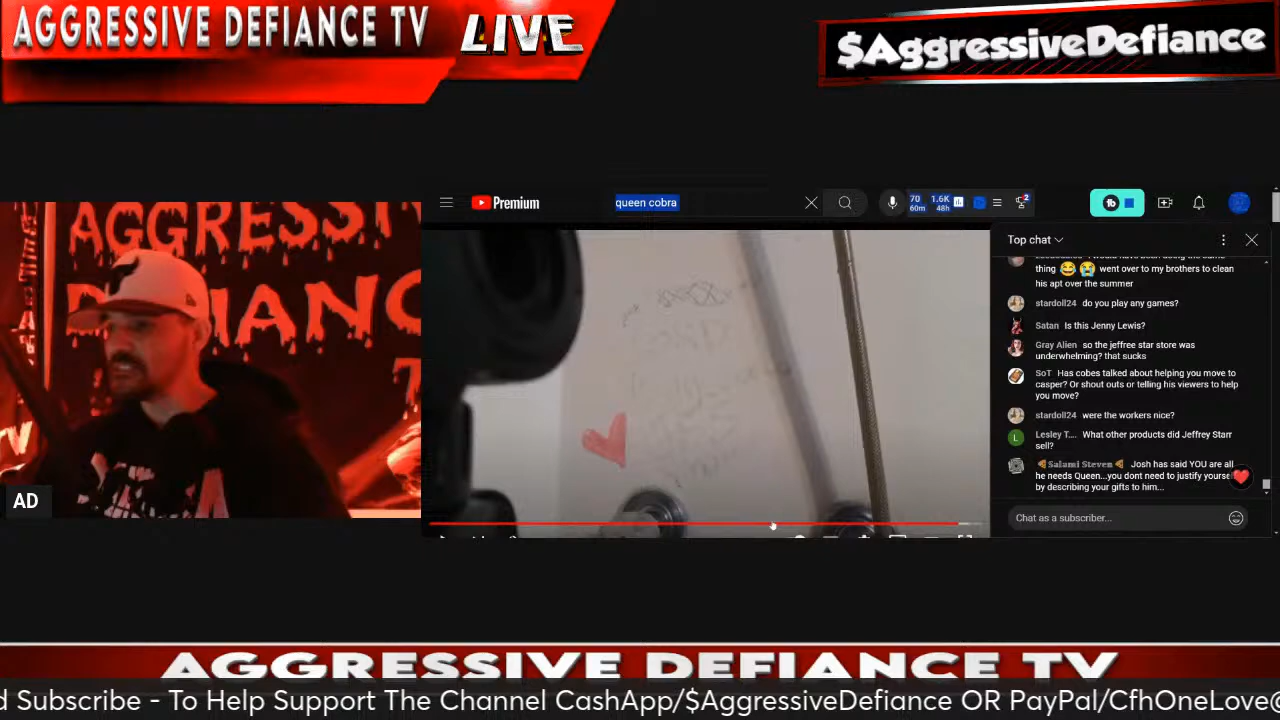 AGGRESSIVE DEFIANCE TV
LIVE
$AggressiveDefiance
AGGRESSI
AD
Premium
queen cobra
70
60m
1.6K
48h
2
Top chat
thing 😂 😭 went over to my brothers to clean
his apt over the summer
stardoll24 do you play any games?
Satan Is this Jenny Lewis?
Gray Alien so the jeffree star store was
underwhelming? that sucks
SoT Has cobes talked about helping you move to
casper? Or shout outs or telling his viewers to help
you move?
stardoll24 were the workers nice?
Lesley T... What other products did Jeffrey Starr
sell?
🍕Salami Steven🍕 Josh has said YOU are all
he needs Queen...you dont need to justify yourse
by describing your gifts to him...
Chat as a subscriber...
AGGRESSIVE DEFIANCE TV
d Subscribe - To Help Support The Channel CashApp/$AggressiveDefiance OR PayPal/CfhOneLove@